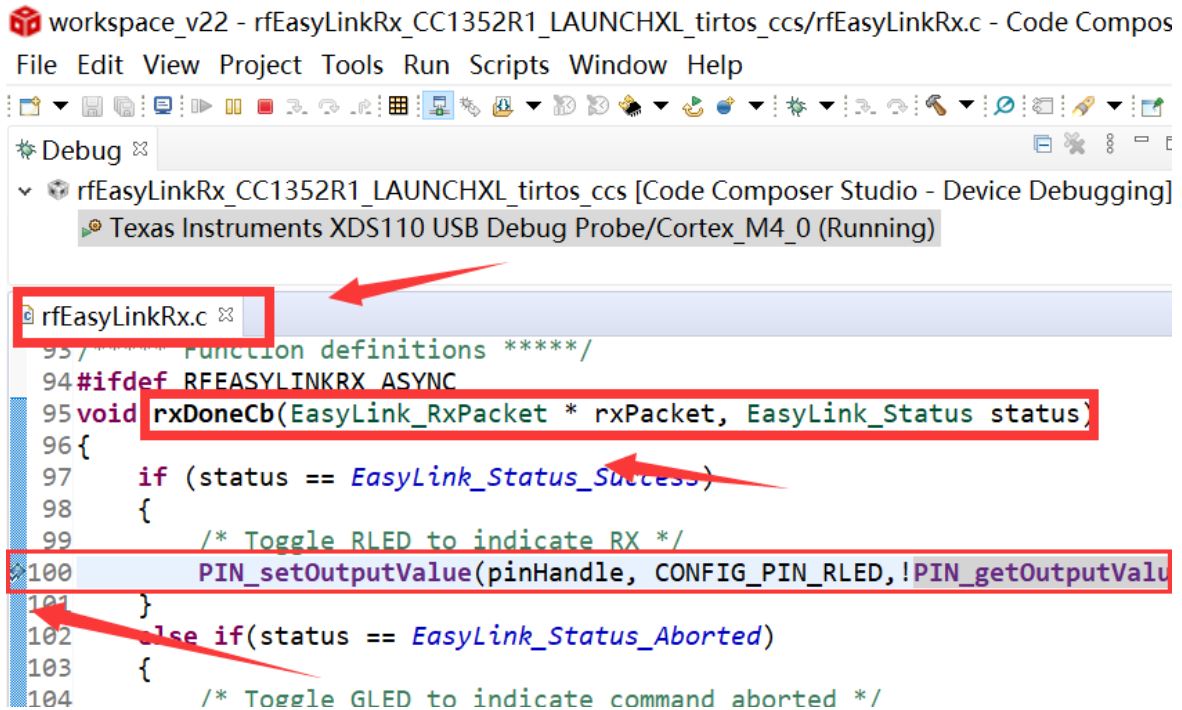 workspace_v22 - rfEasyLinkRx_CC1352R1_LAUNCHXL_tirtos_ccs/rfEasyLinkRx.c - Code Compos
File Edit View Project Tools Run Scripts Window Help
Debug
rfEasyLinkRx_CC1352R1_LAUNCHXL_tirtos_ccs [Code Composer Studio - Device Debugging]
Texas Instruments XDS110 USB Debug Probe/Cortex_M4_0 (Running)
rfEasyLinkRx.c
93 /****** Function definitions *****/
94 #ifdef RFEASYLINKRX_ASYNC
95 void rxDoneCb(EasyLink_RxPacket * rxPacket, EasyLink_Status status)
96 {
97 if (status == EasyLink_Status_Success)
98 {
99 /* Toggle RLED to indicate RX */
100 PIN_setOutputValue(pinHandle, CONFIG_PIN_RLED,!PIN_getOutputValu
101 }
102 else if(status == EasyLink_Status_Aborted)
103 {
104 /* Toggle GLED to indicate command aborted */